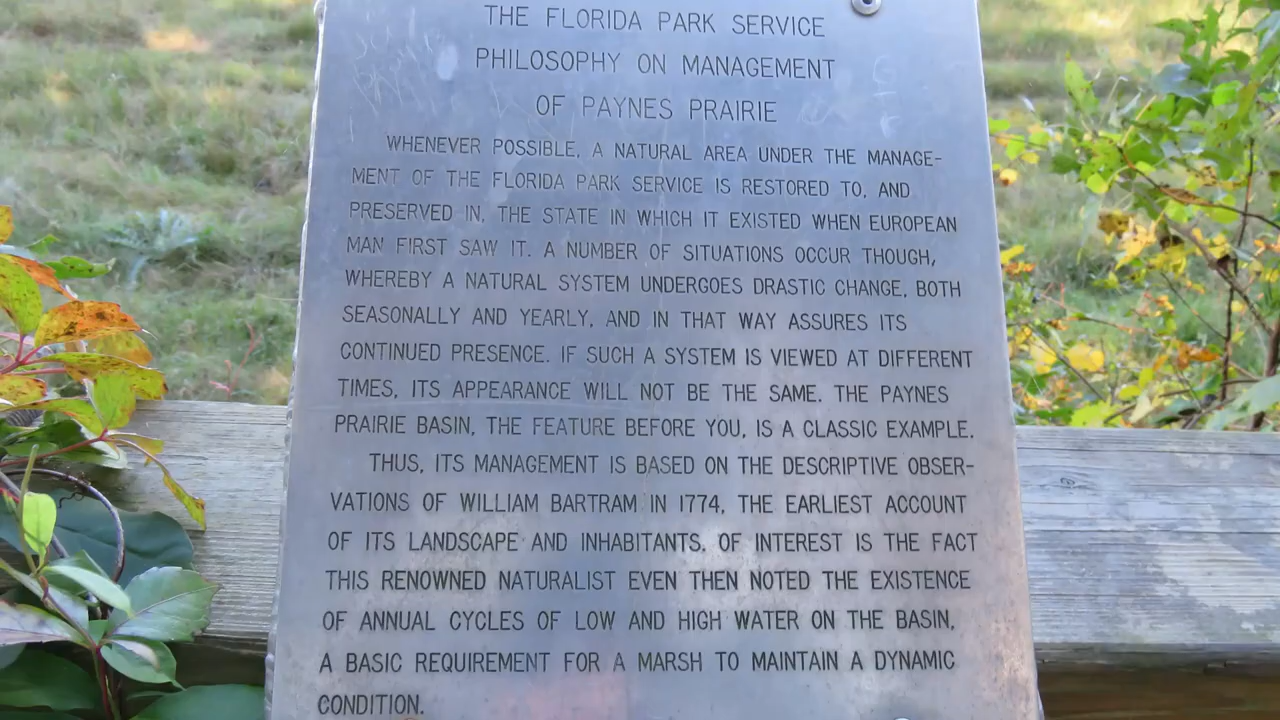 THE FLORIDA PARK SERVICE
PHILOSOPHY ON MANAGEMENT
OF PAYNES PRAIRIE
WHENEVER POSSIBLE, A NATURAL AREA UNDER THE MANAGE-
MENT OF THE FLORIDA PARK SERVICE IS RESTORED TO, AND
PRESERVED IN, THE STATE IN WHICH IT EXISTED WHEN EUROPEAN
MAN FIRST SAW IT. A NUMBER OF SITUATIONS OCCUR THOUGH,
WHEREBY A NATURAL SYSTEM UNDERGOES DRASTIC CHANGE, BOTH
SEASONALLY AND YEARLY, AND IN THAT WAY ASSURES ITS
CONTINUED PRESENCE. IF SUCH A SYSTEM IS VIEWED AT DIFFERENT
TIMES, ITS APPEARANCE WILL NOT BE THE SAME. THE PAYNES
PRAIRIE BASIN, THE FEATURE BEFORE YOU, IS A CLASSIC EXAMPLE.
THUS, ITS MANAGEMENT IS BASED ON THE DESCRIPTIVE OBSER-
VATIONS OF WILLIAM BARTRAM IN 1774, THE EARLIEST ACCOUNT
OF ITS LANDSCAPE AND INHABITANTS. OF INTEREST IS THE FACT
THIS RENOWNED NATURALIST EVEN THEN NOTED THE EXISTENCE
OF ANNUAL CYCLES OF LOW AND HIGH WATER ON THE BASIN,
A BASIC REQUIREMENT FOR A MARSH TO MAINTAIN A DYNAMIC
CONDITION.